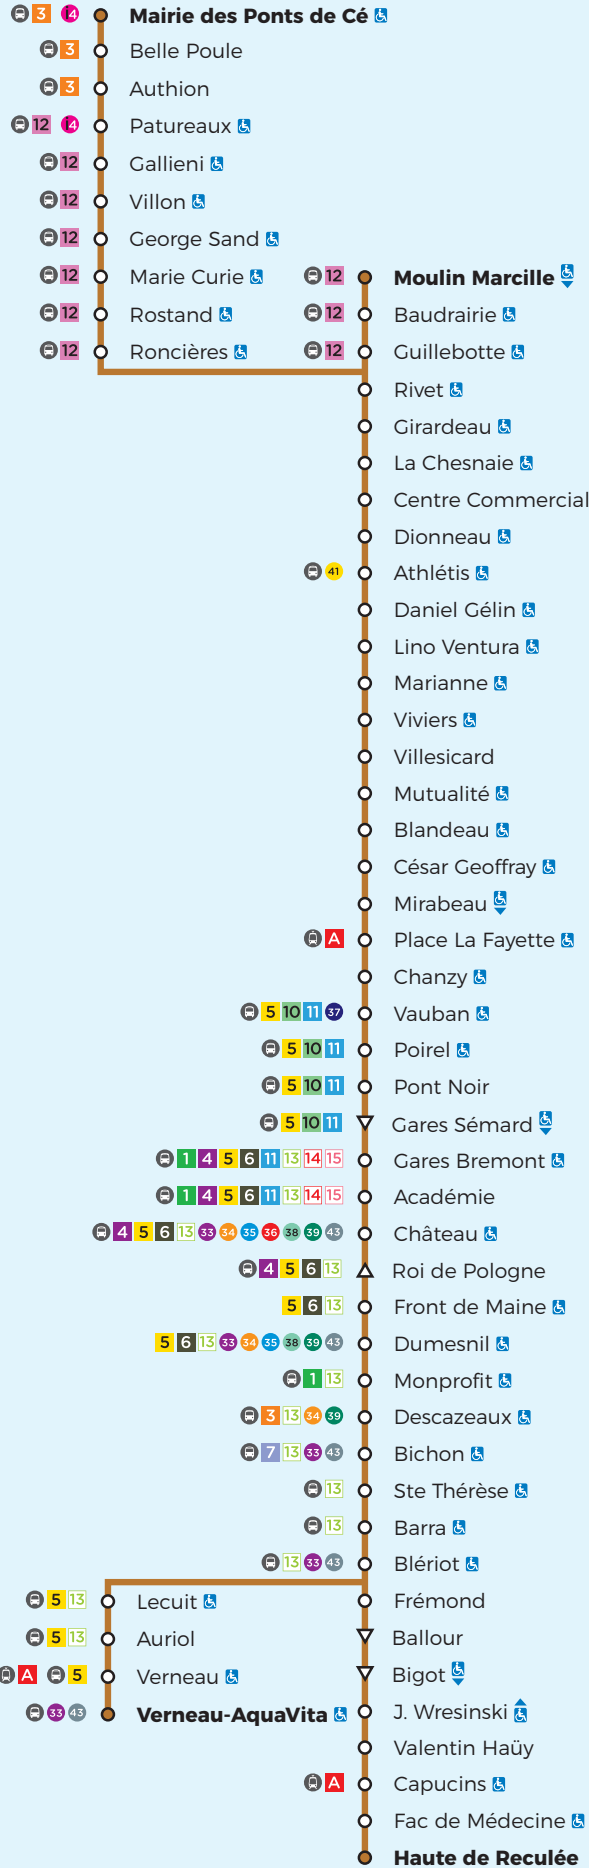 3 i4 Mairie des Ponts de Cé
3 Belle Poule
3 Authion
12 i4 Patureaux
12 Gallieni
12 Villon
12 George Sand
12 Marie Curie
12 Rostand
12 Roncières
12 Moulin Marcille
12 Baudrairie
12 Guillebotte
Rivet
Girardeau
La Chesnaie
Centre Commercial
Dionneau
41 Athlétis
Daniel Gélin
Lino Ventura
Marianne
Viviers
Villesicard
Mutualité
Blandeau
César Geoffray
Mirabeau
A Place La Fayette
Chanzy
5 10 11 37 Vauban
5 10 11 Poirel
5 10 11 Pont Noir
5 10 11 Gares Sémard
1 4 5 6 11 13 14 15 Gares Bremont
1 4 5 6 11 13 14 15 Académie
4 5 6 13 33 34 35 36 38 39 43 Château
4 5 6 13 Roi de Pologne
5 6 13 Front de Maine
5 6 13 33 34 35 38 39 43 Dumesnil
1 13 Monprofit
3 13 34 39 Descazeaux
7 13 33 43 Bichon
13 Ste Thérèse
13 Barra
13 33 43 Blériot
5 13 Lecuit
5 13 Auriol
A 5 Verneau
33 43 Verneau-AquaVita
Frémond
Ballour
Bigot
J. Wresinski
Valentin Haüy
A Capucins
Fac de Médecine
Haute de Reculée